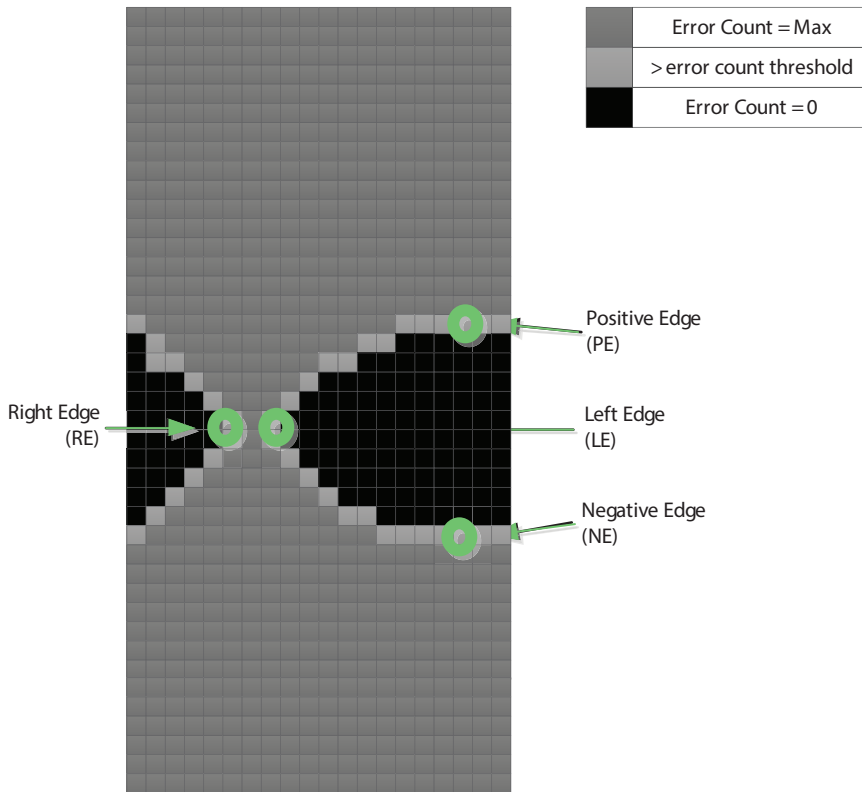 Error Count = Max
> error count threshold
Error Count = 0
Positive Edge
(PE)
Right Edge
(RE)
Left Edge
(LE)
Negative Edge
(NE)